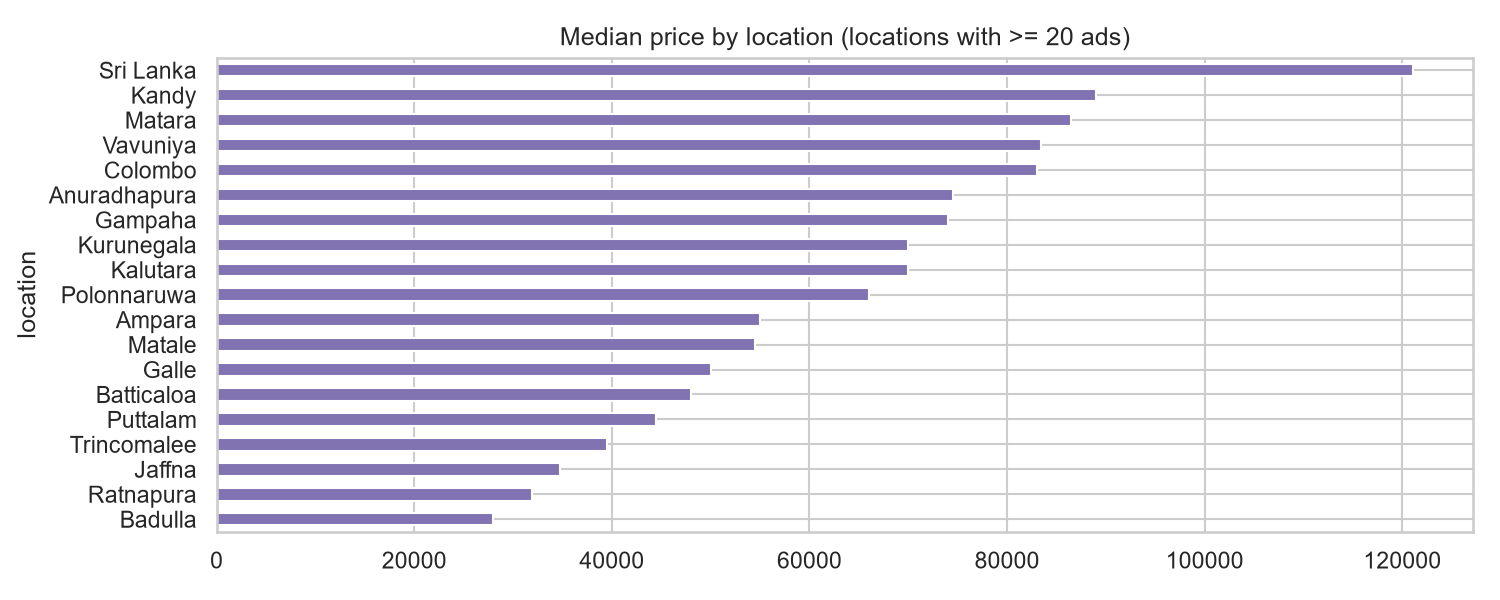 Median price by location (locations with >= 20 ads)
Sri Lanka
Kandy
Matara
Vavuniya
Colombo
Anuradhapura
Gampaha
Kurunegala
Kalutara
Polonnaruwa
Ampara
Matale
Galle
Batticaloa
Puttalam
Trincomalee
Jaffna
Ratnapura
Badulla
location
0 20000 40000 60000 80000 100000 120000